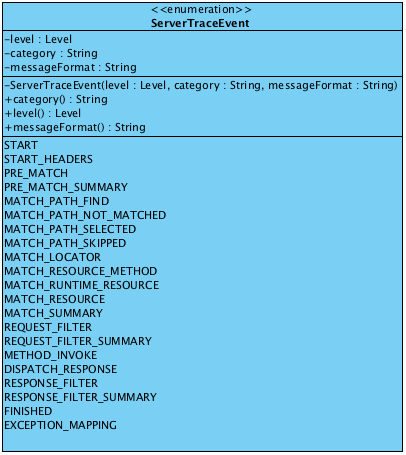 <<enumeration>>
ServerTraceEvent
-level : Level
-category : String
-messageFormat : String
-ServerTraceEvent(level : Level, category : String, messageFormat : String)
+category() : String
+level() : Level
+messageFormat() : String
START
START_HEADERS
PRE_MATCH
PRE_MATCH_SUMMARY
MATCH_PATH_FIND
MATCH_PATH_NOT_MATCHED
MATCH_PATH_SELECTED
MATCH_PATH_SKIPPED
MATCH_LOCATOR
MATCH_RESOURCE_METHOD
MATCH_RUNTIME_RESOURCE
MATCH_RESOURCE
MATCH_SUMMARY
REQUEST_FILTER
REQUEST_FILTER_SUMMARY
METHOD_INVOKE
DISPATCH_RESPONSE
RESPONSE_FILTER
RESPONSE_FILTER_SUMMARY
FINISHED
EXCEPTION_MAPPING